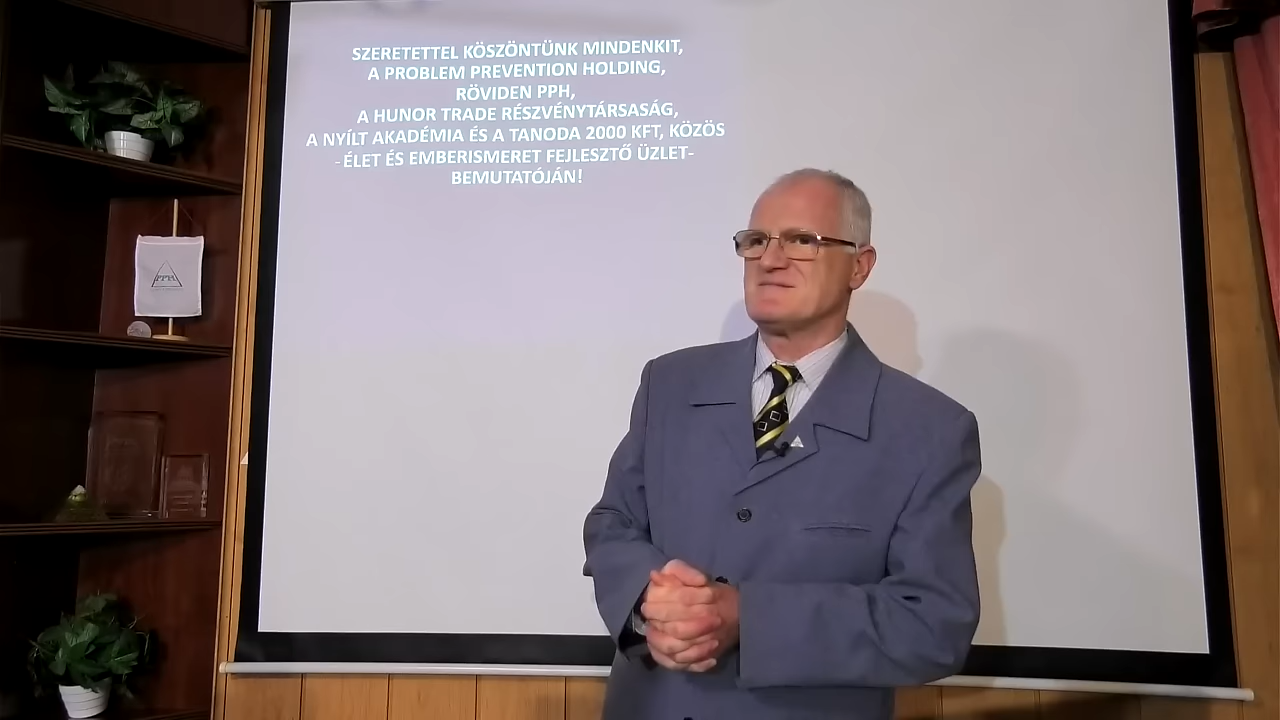 SZERETETTEL KÖSZÖNTÜNK MINDENKIT,
A PROBLEM PREVENTION HOLDING,
RÖVIDEN PPH,
A HUNOR TRADE RÉSZVÉNYTÁRSASÁG,
A NYÍLT AKADÉMIA ÉS A TANODA 2000 KFT, KÖZÖS
-ÉLET ÉS EMBERISMERET FEJLESZTŐ ÜZLET-
BEMUTATÓJÁN!